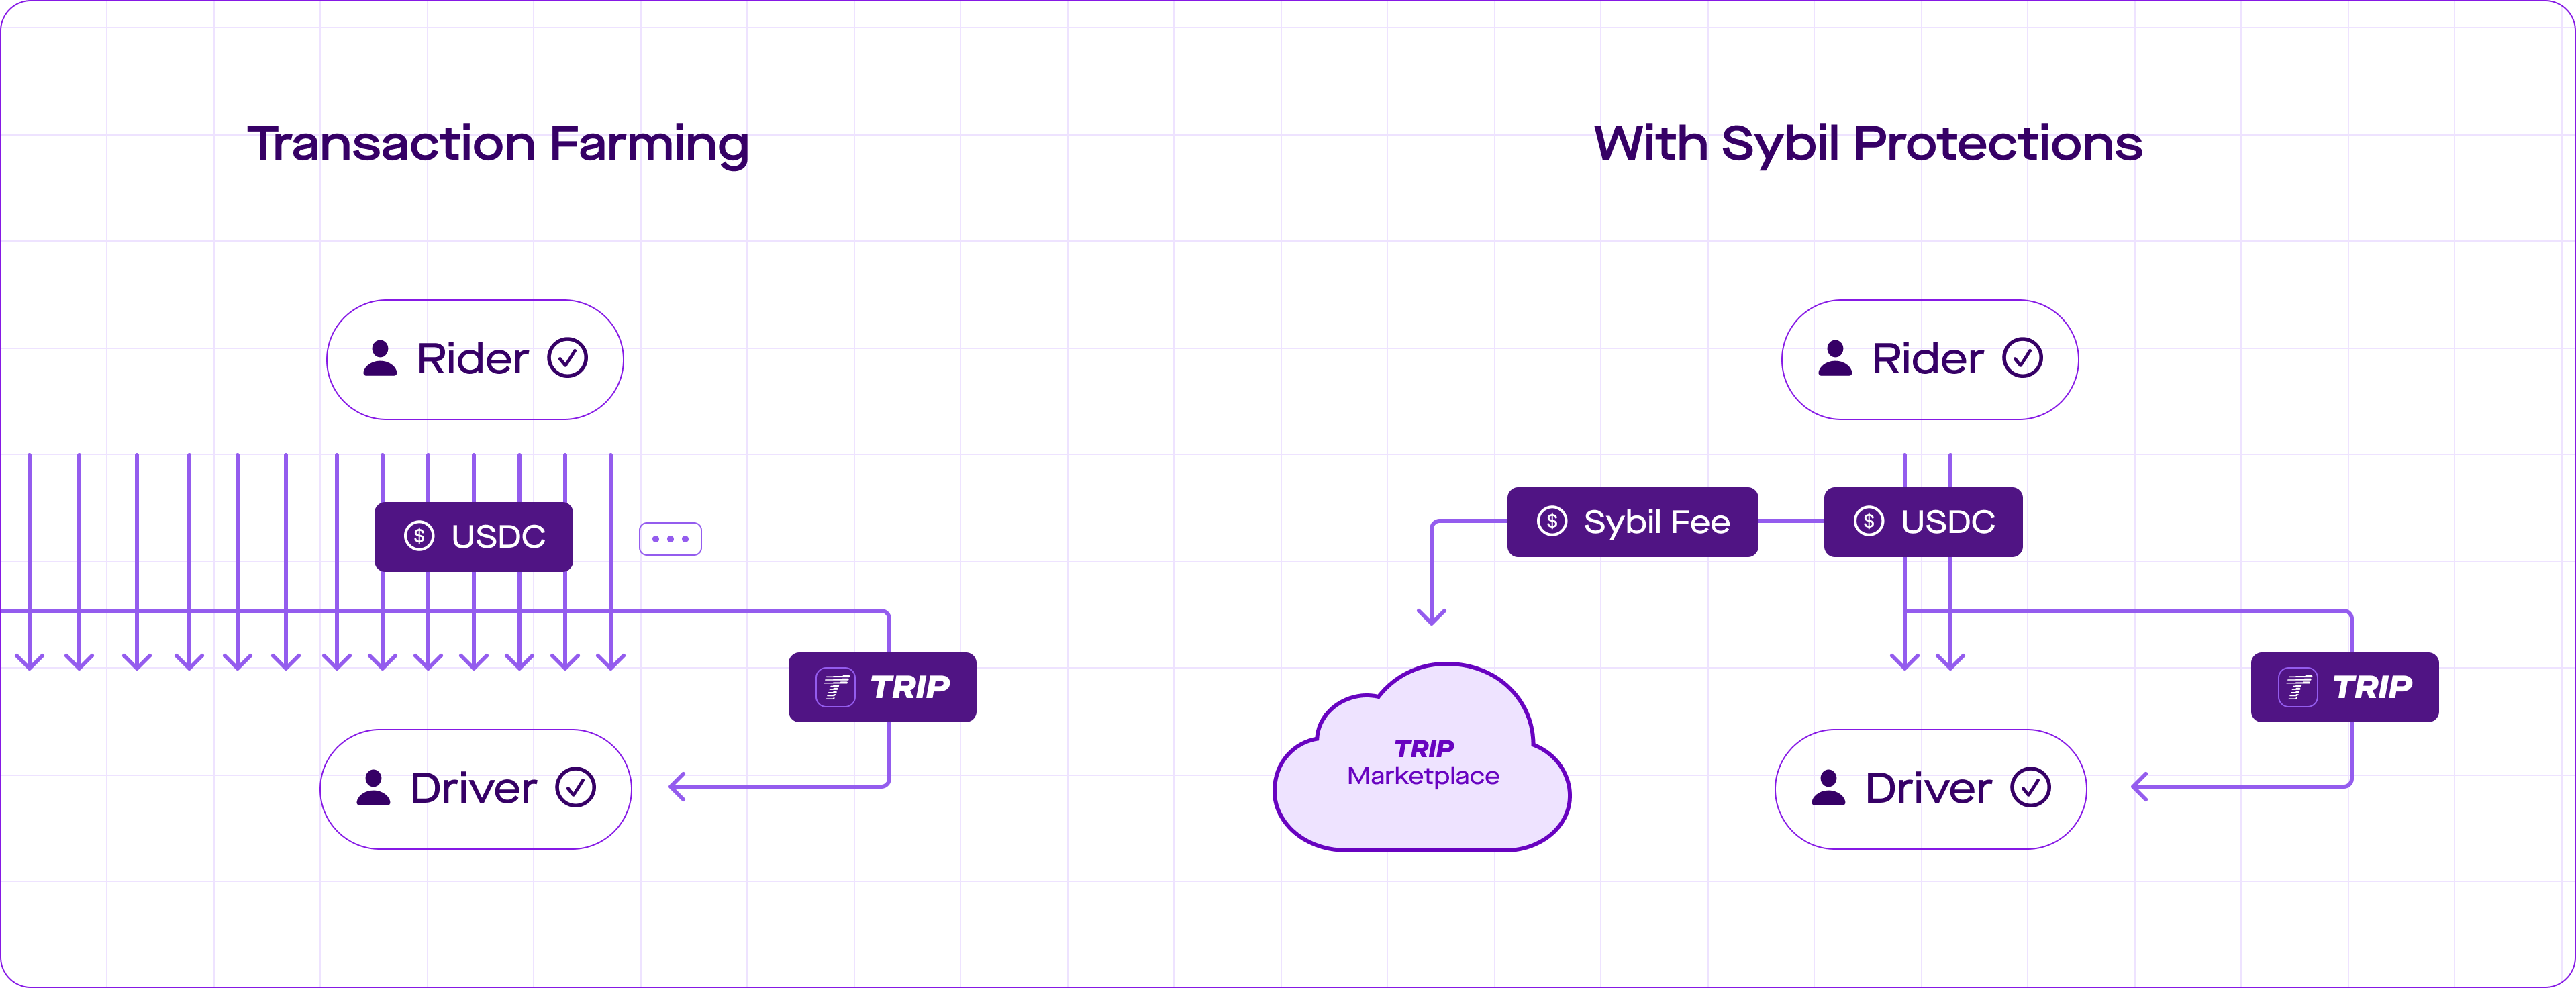 Transaction Farming
Rider
$ USDC
T TRIP
Driver
With Sybil Protections
Rider
$ Sybil Fee
$ USDC
T TRIP
TRIP
Marketplace
Driver